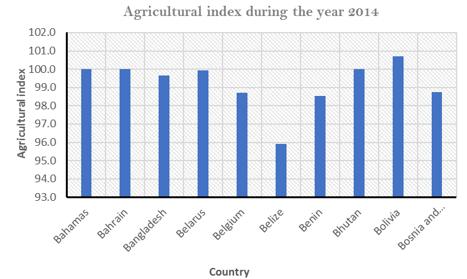 Agricultural index during the year 2014
Agricultural index
102.0
101.0
100.0
99.0
98.0
97.0
96.0
95.0
94.0
93.0
Bahamas
Bahrain
Bangladesh
Belarus
Belgium
Belize
Benin
Bhutan
Bolivia
Bosnia and...
Country